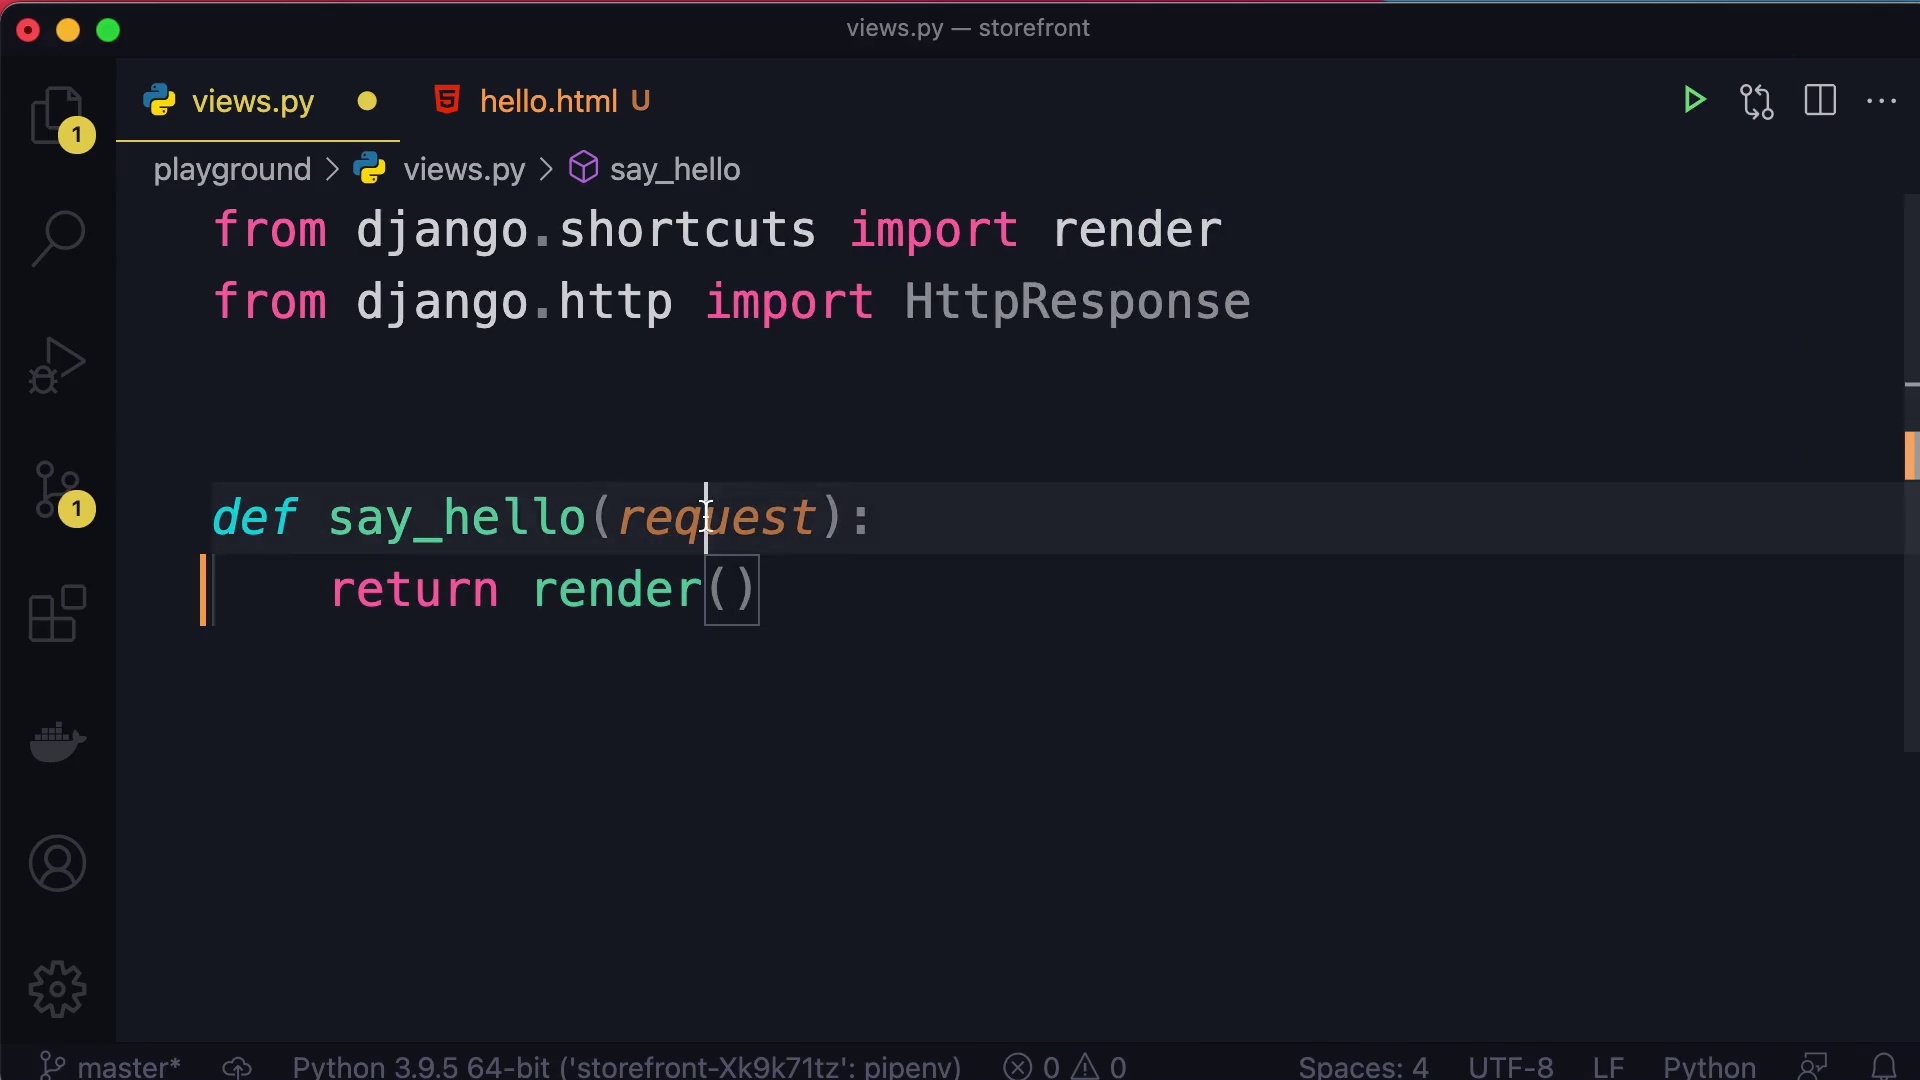 views.py — storefront
views.py
hello.html U
1
playground > views.py > say_hello
from django.shortcuts import render
from django.http import HttpResponse
def say_hello(request):
return render()
1
master*
Python 3.9.5 64-bit ('storefront-Xk9k71tz': pipenv)
0
0
Spaces: 4
UTF-8
LF
Python